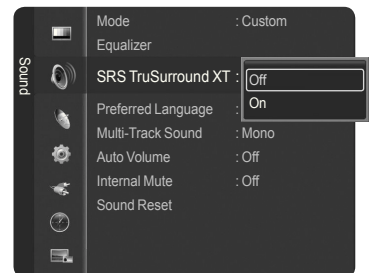 Sound
Mode : Custom
Equalizer
SRS TruSurround XT :
Off
On
Preferred Language :
Multi-Track Sound : Mono
Auto Volume : Off
Internal Mute : Off
Sound Reset